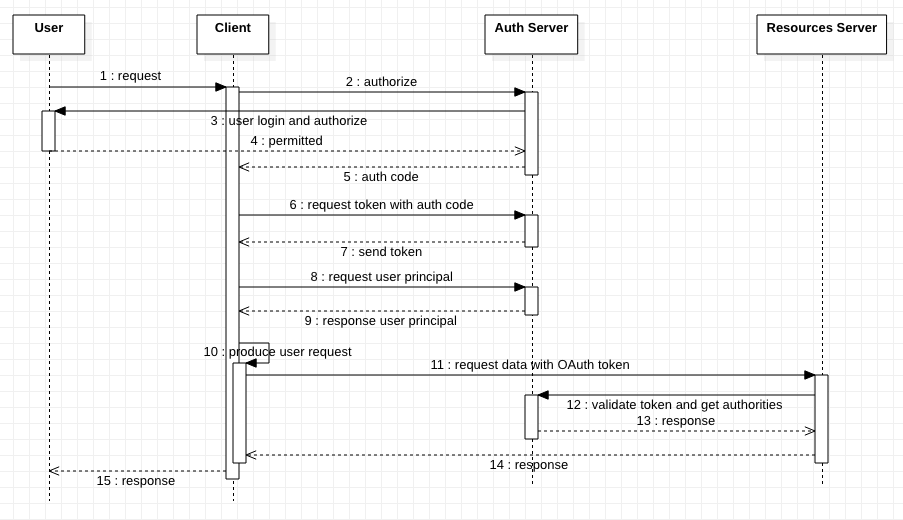 User
Client
Auth Server
Resources Server
1 : request
2 : authorize
3 : user login and authorize
4 : permitted
5 : auth code
6 : request token with auth code
7 : send token
8 : request user principal
9 : response user principal
10 : produce user request
11 : request data with OAuth token
12 : validate token and get authorities
13 : response
14 : response
15 : response